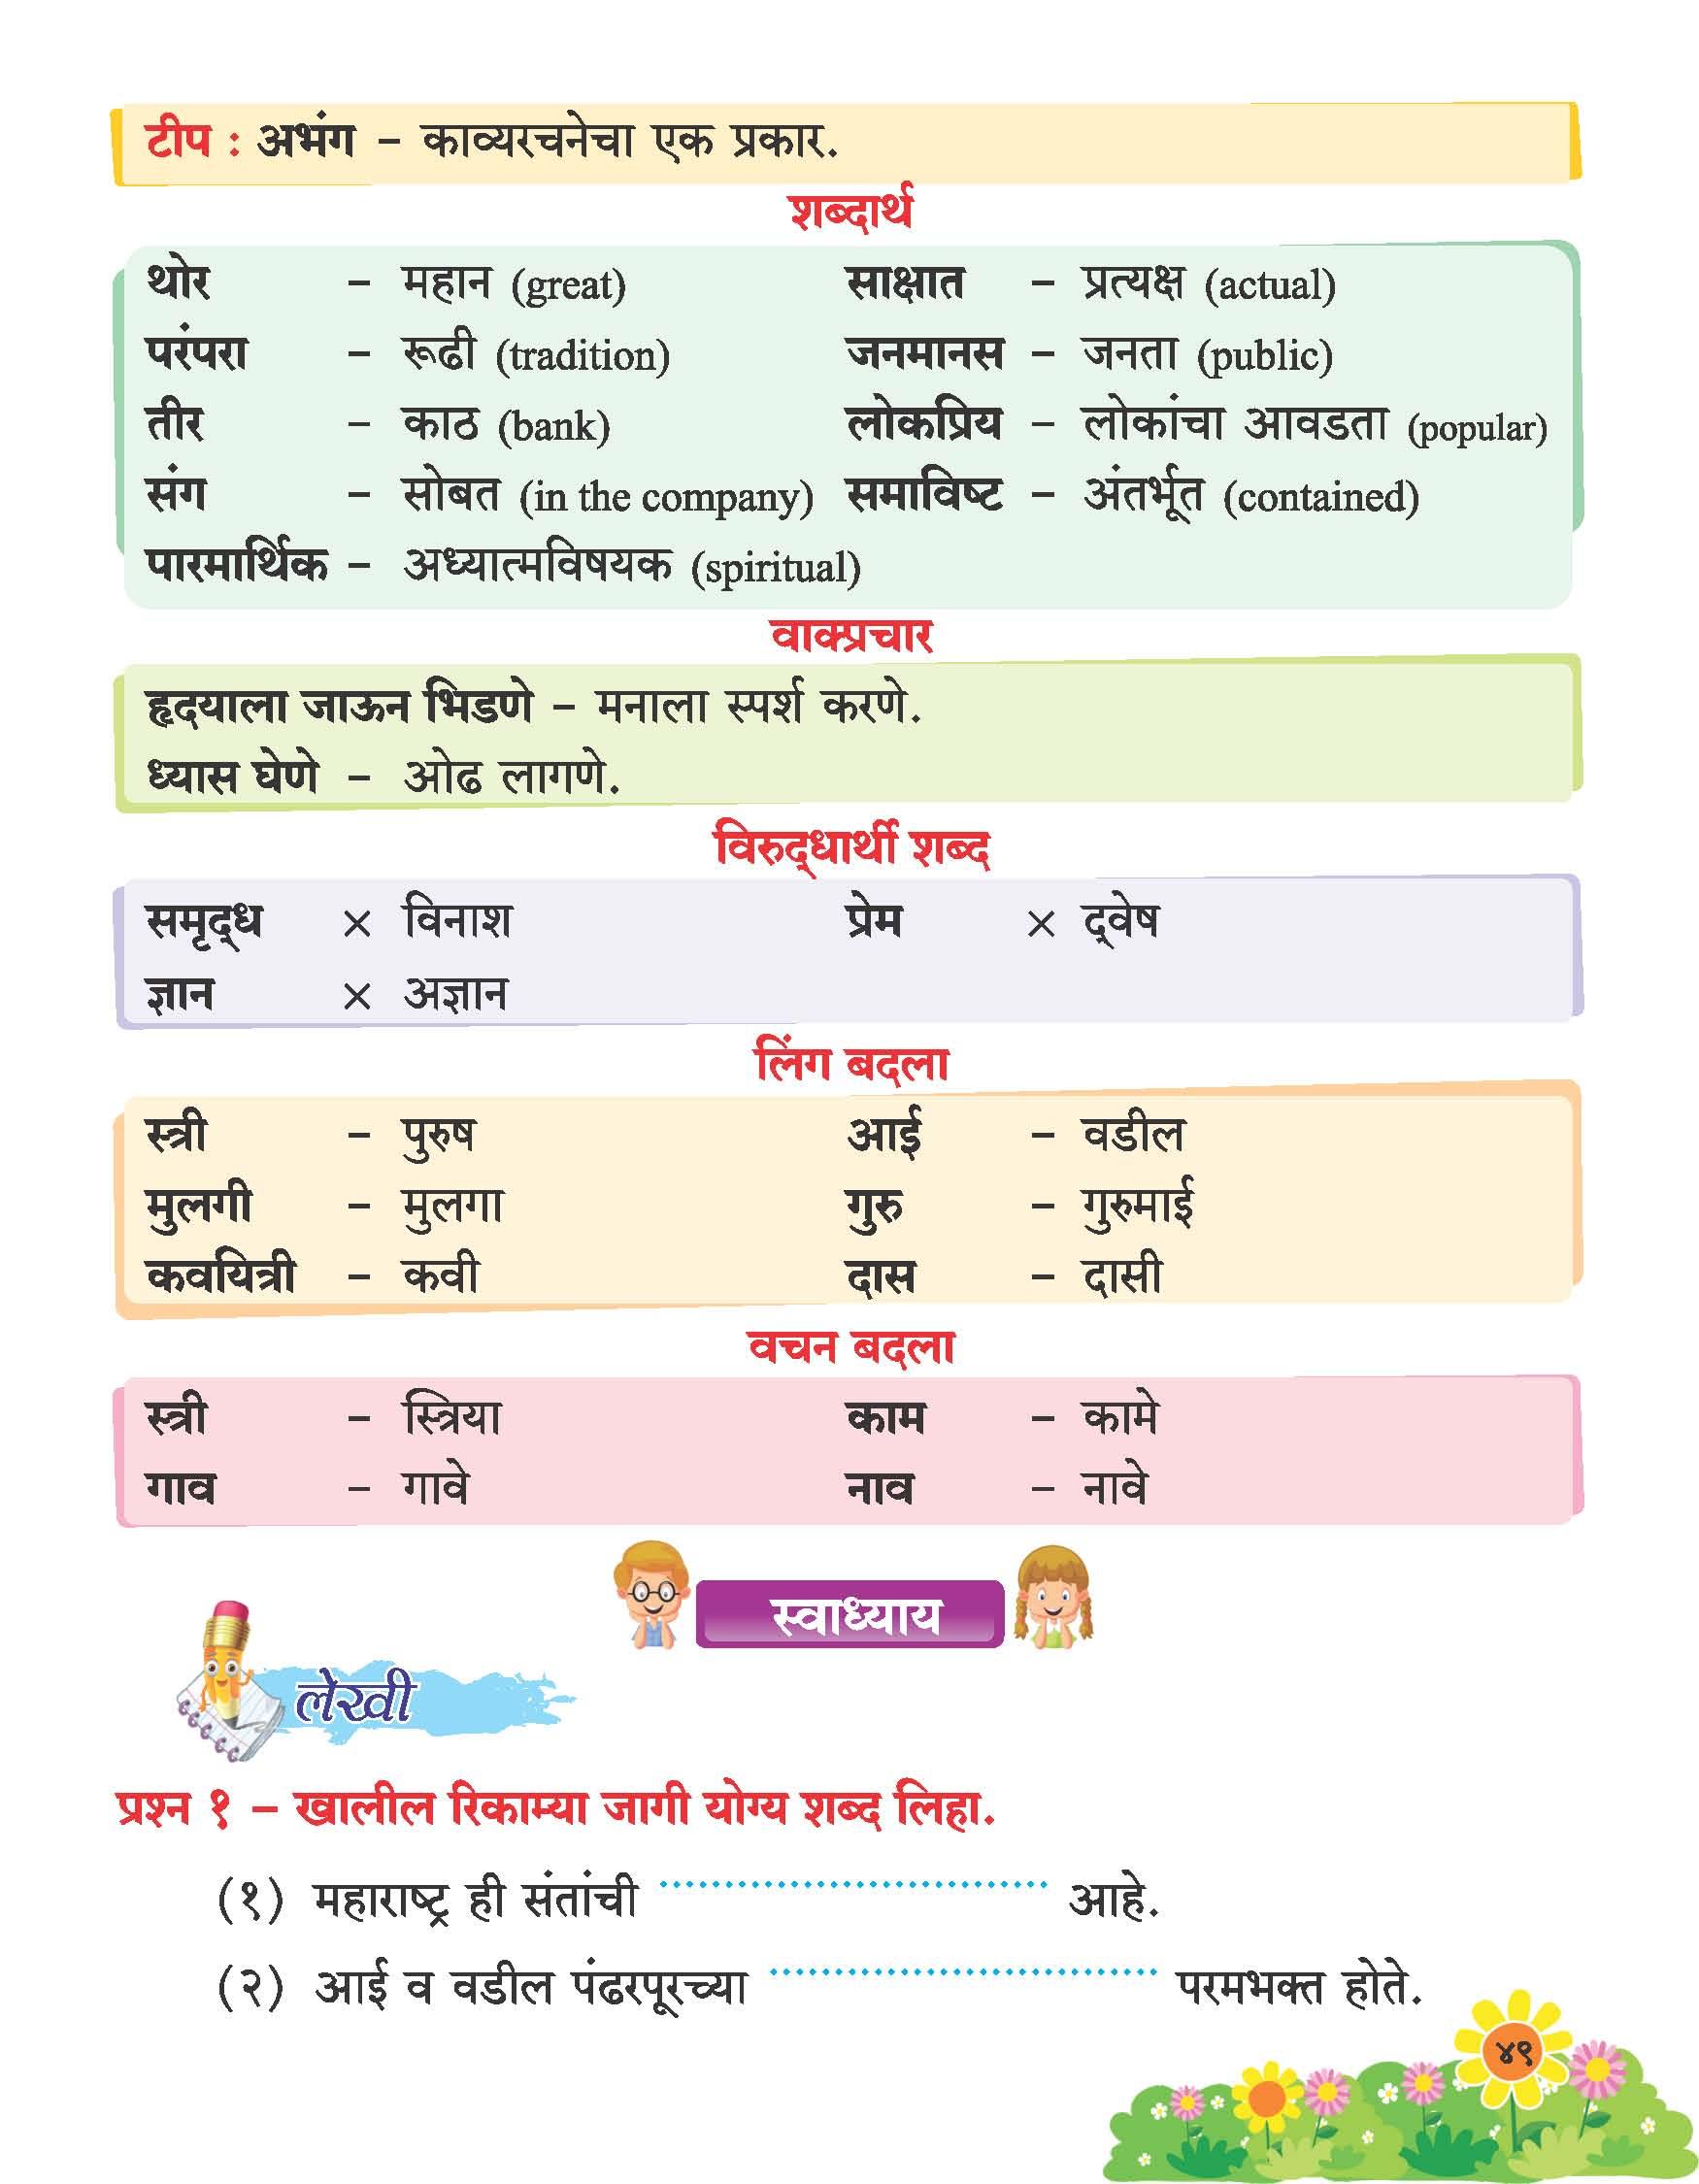 टीप : अभंग – काव्यरचनेचा एक प्रकार.
शब्दार्थ
थोर – महान (great) साक्षात – प्रत्यक्ष (actual)
परंपरा – रूढी (tradition) जनमानस – जनता (public)
तीर – काठ (bank) लोकप्रिय – लोकांचा आवडता (popular)
संग – सोबत (in the company) समाविष्ट – अंतर्भूत (contained)
पारमार्थिक – अध्यात्मविषयक (spiritual)
वाक्प्रचार
हृदयाला जाऊन भिडणे – मनाला स्पर्श करणे.
ध्यास घेणे – ओढ लागणे.
विरुद्धार्थी शब्द
समृद्ध × विनाश प्रेम × द्वेष
ज्ञान × अज्ञान
लिंग बदला
स्त्री – पुरुष आई – वडील
मुलगी – मुलगा गुरु – गुरुमाई
कवयित्री – कवी दास – दासी
वचन बदला
स्त्री – स्त्रिया काम – कामे
गाव – गावे नाव – नावे
स्वाध्याय
लेखी
प्रश्न १ – खालील रिकाम्या जागी योग्य शब्द लिहा.
(१) महाराष्ट्र ही संतांची .............................. आहे.
(२) आई व वडील पंढरपूरच्या .............................. परमभक्त होते.
४९